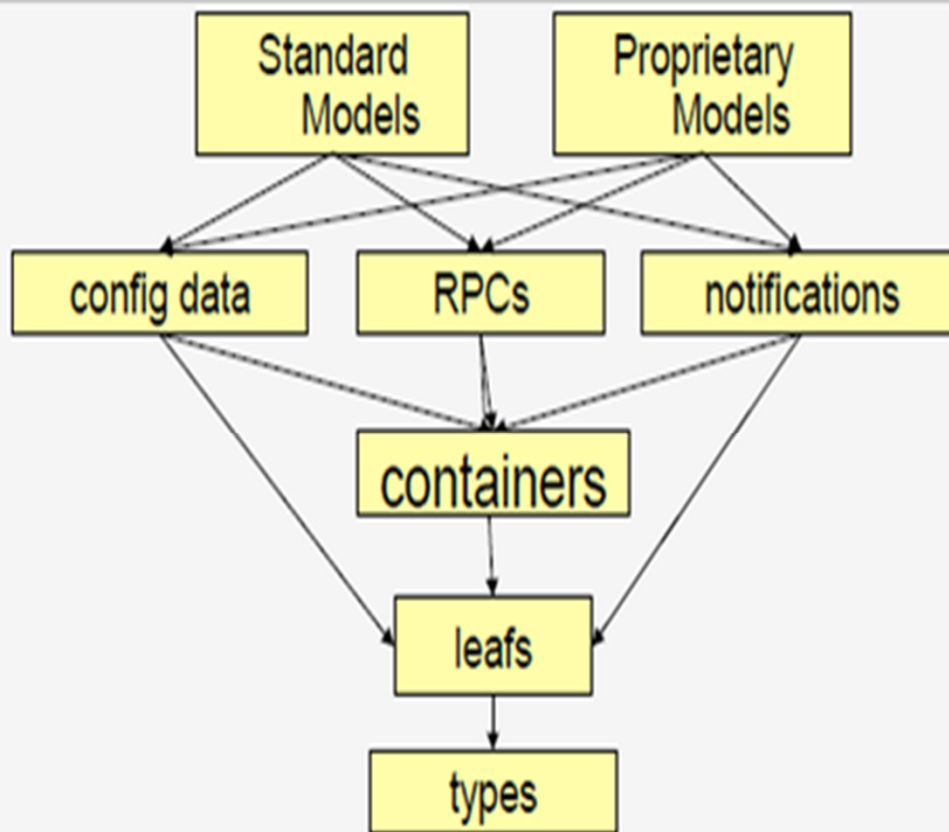 Standard
Models
Proprietary
Models
config data
RPCs
notifications
containers
leafs
types